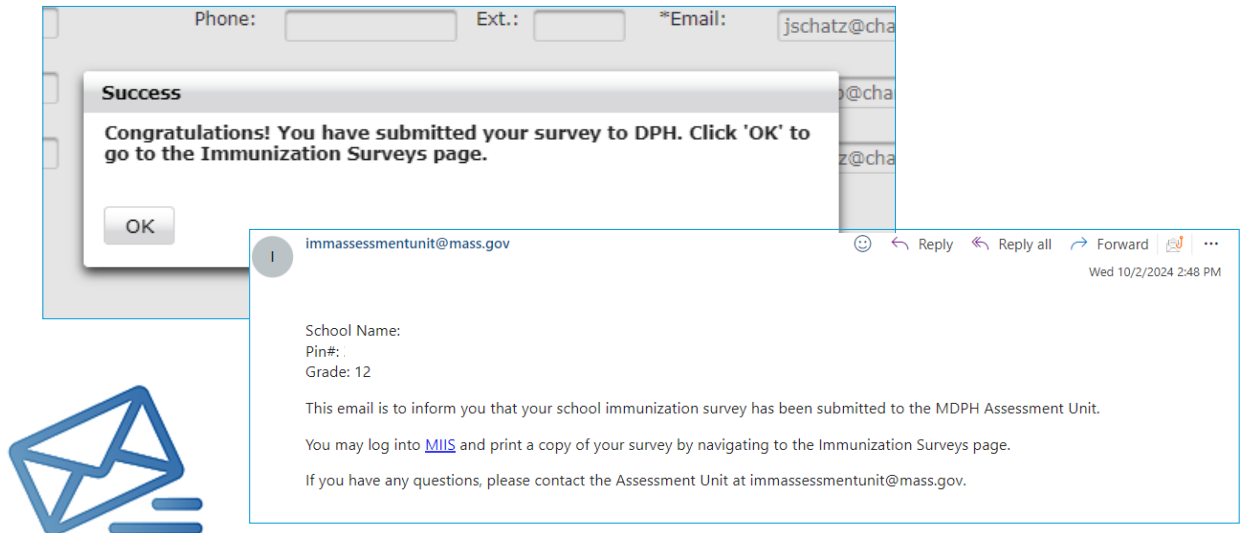 Phone: Ext.: *Email: jschatz@cha
Success
Congratulations! You have submitted your survey to DPH. Click 'OK' to
go to the Immunization Surveys page.
@cha
z@cha
OK
I immassessmentunit@mass.gov Reply Reply all Forward ...
Wed 10/2/2024 2:48 PM
School Name:
Pin#:
Grade: 12
This email is to inform you that your school immunization survey has been submitted to the MDPH Assessment Unit.
You may log into MIIS and print a copy of your survey by navigating to the Immunization Surveys page.
If you have any questions, please contact the Assessment Unit at immassessmentunit@mass.gov.